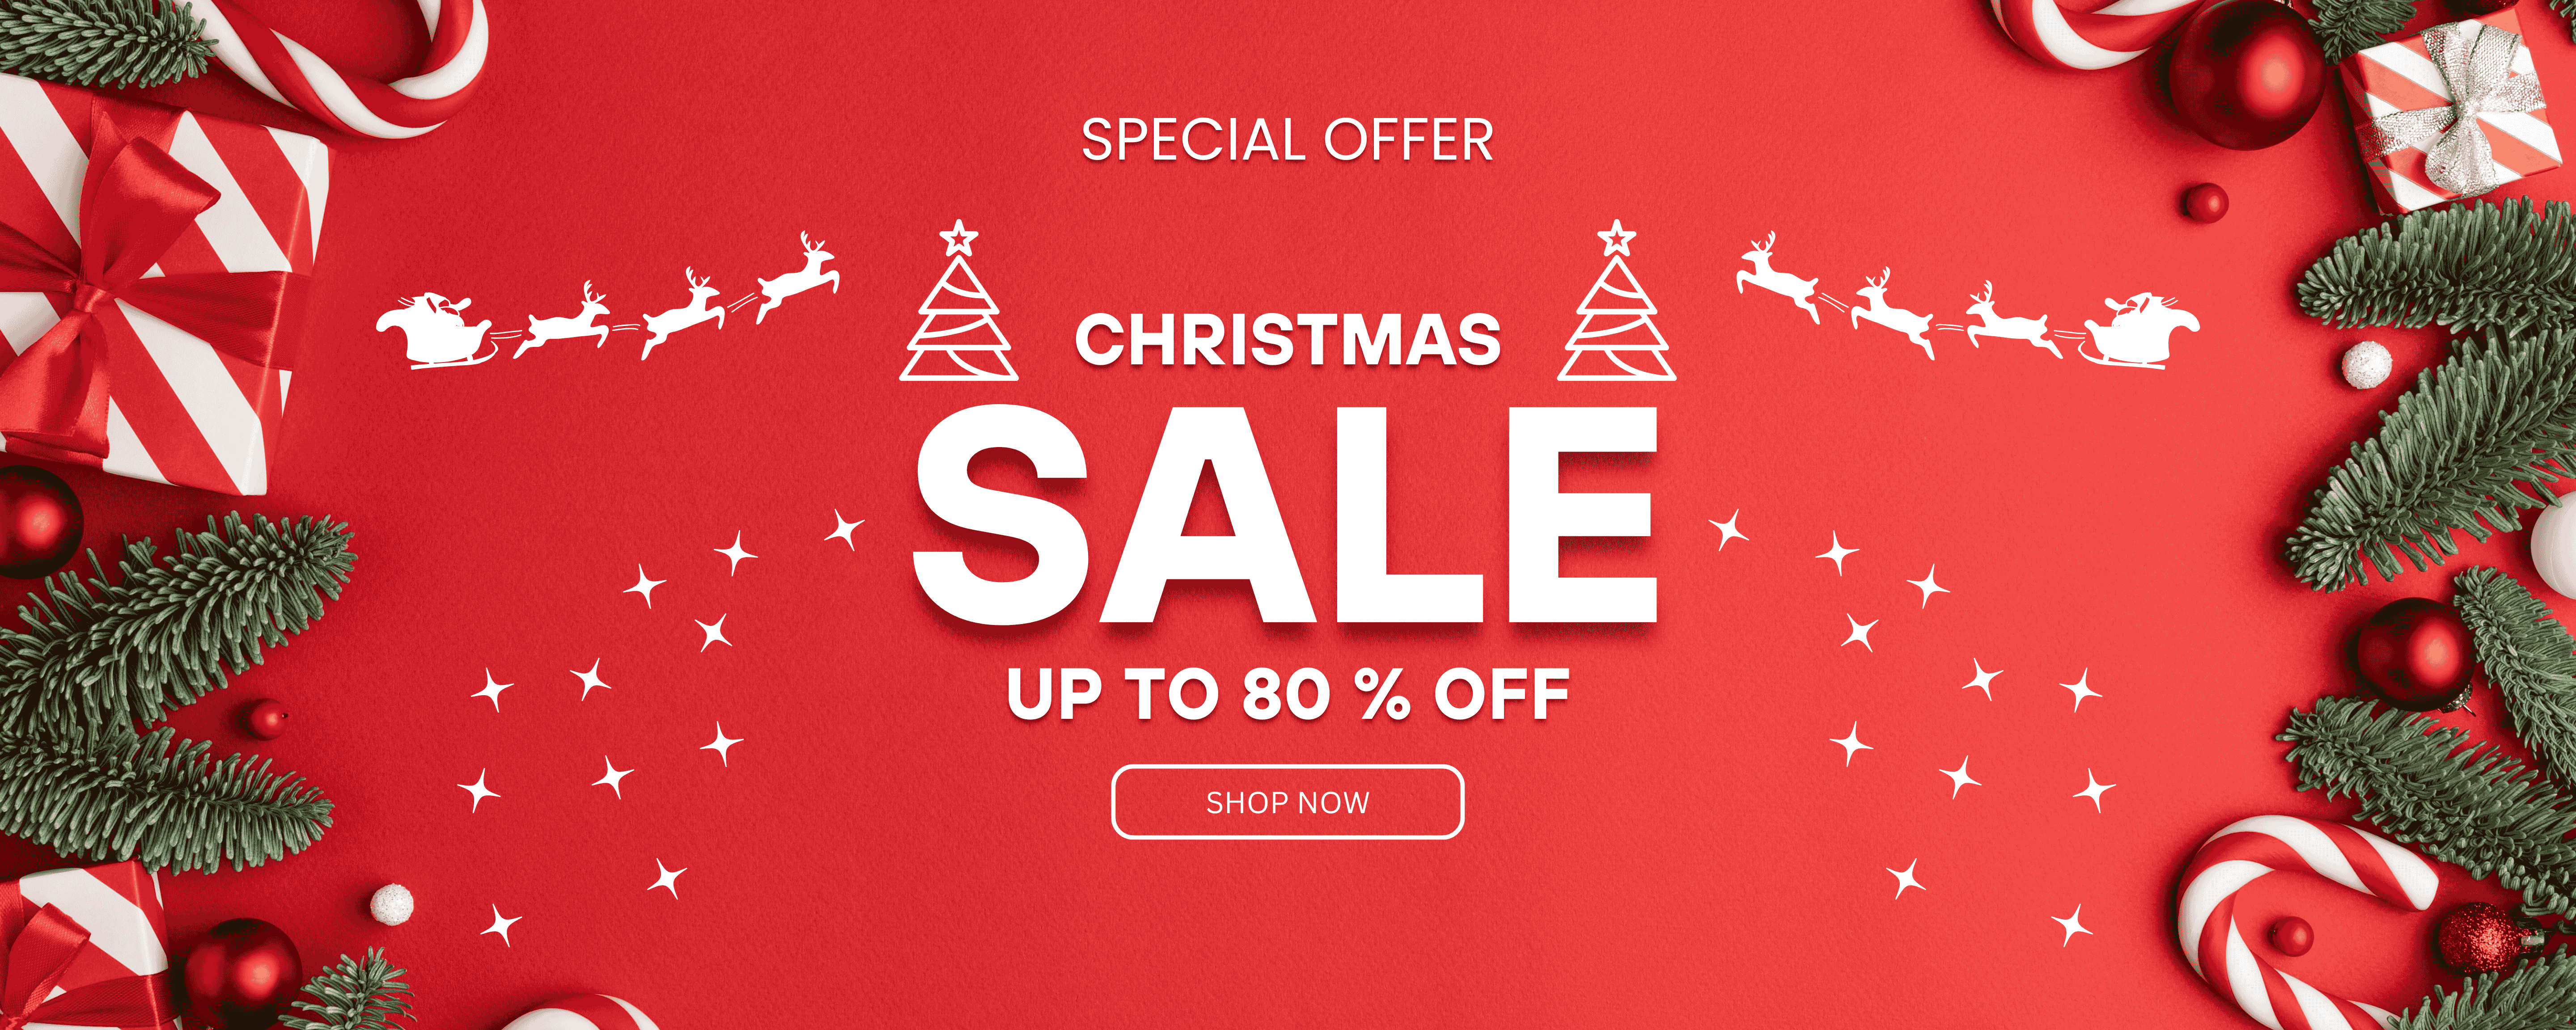 SPECIAL OFFER
CHRISTMAS
SALE
UP TO 80 % OFF
SHOP NOW